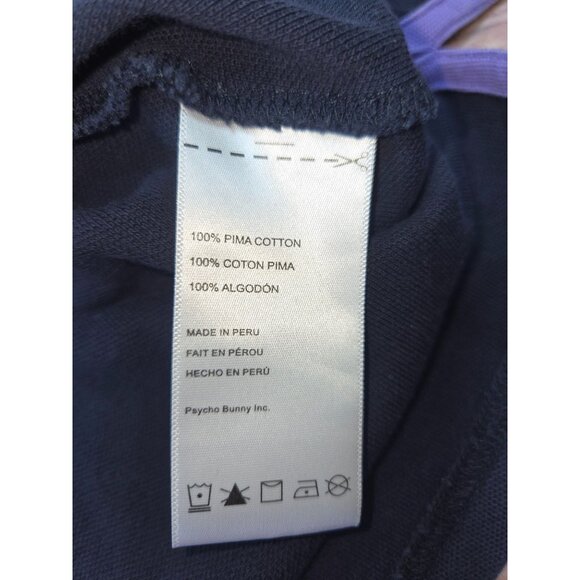 100% PIMA COTTON
100% COTON PIMA
100% ALGODÓN
MADE IN PERU
FAIT EN PÉROU
HECHO EN PERÚ
Psycho Bunny Inc.